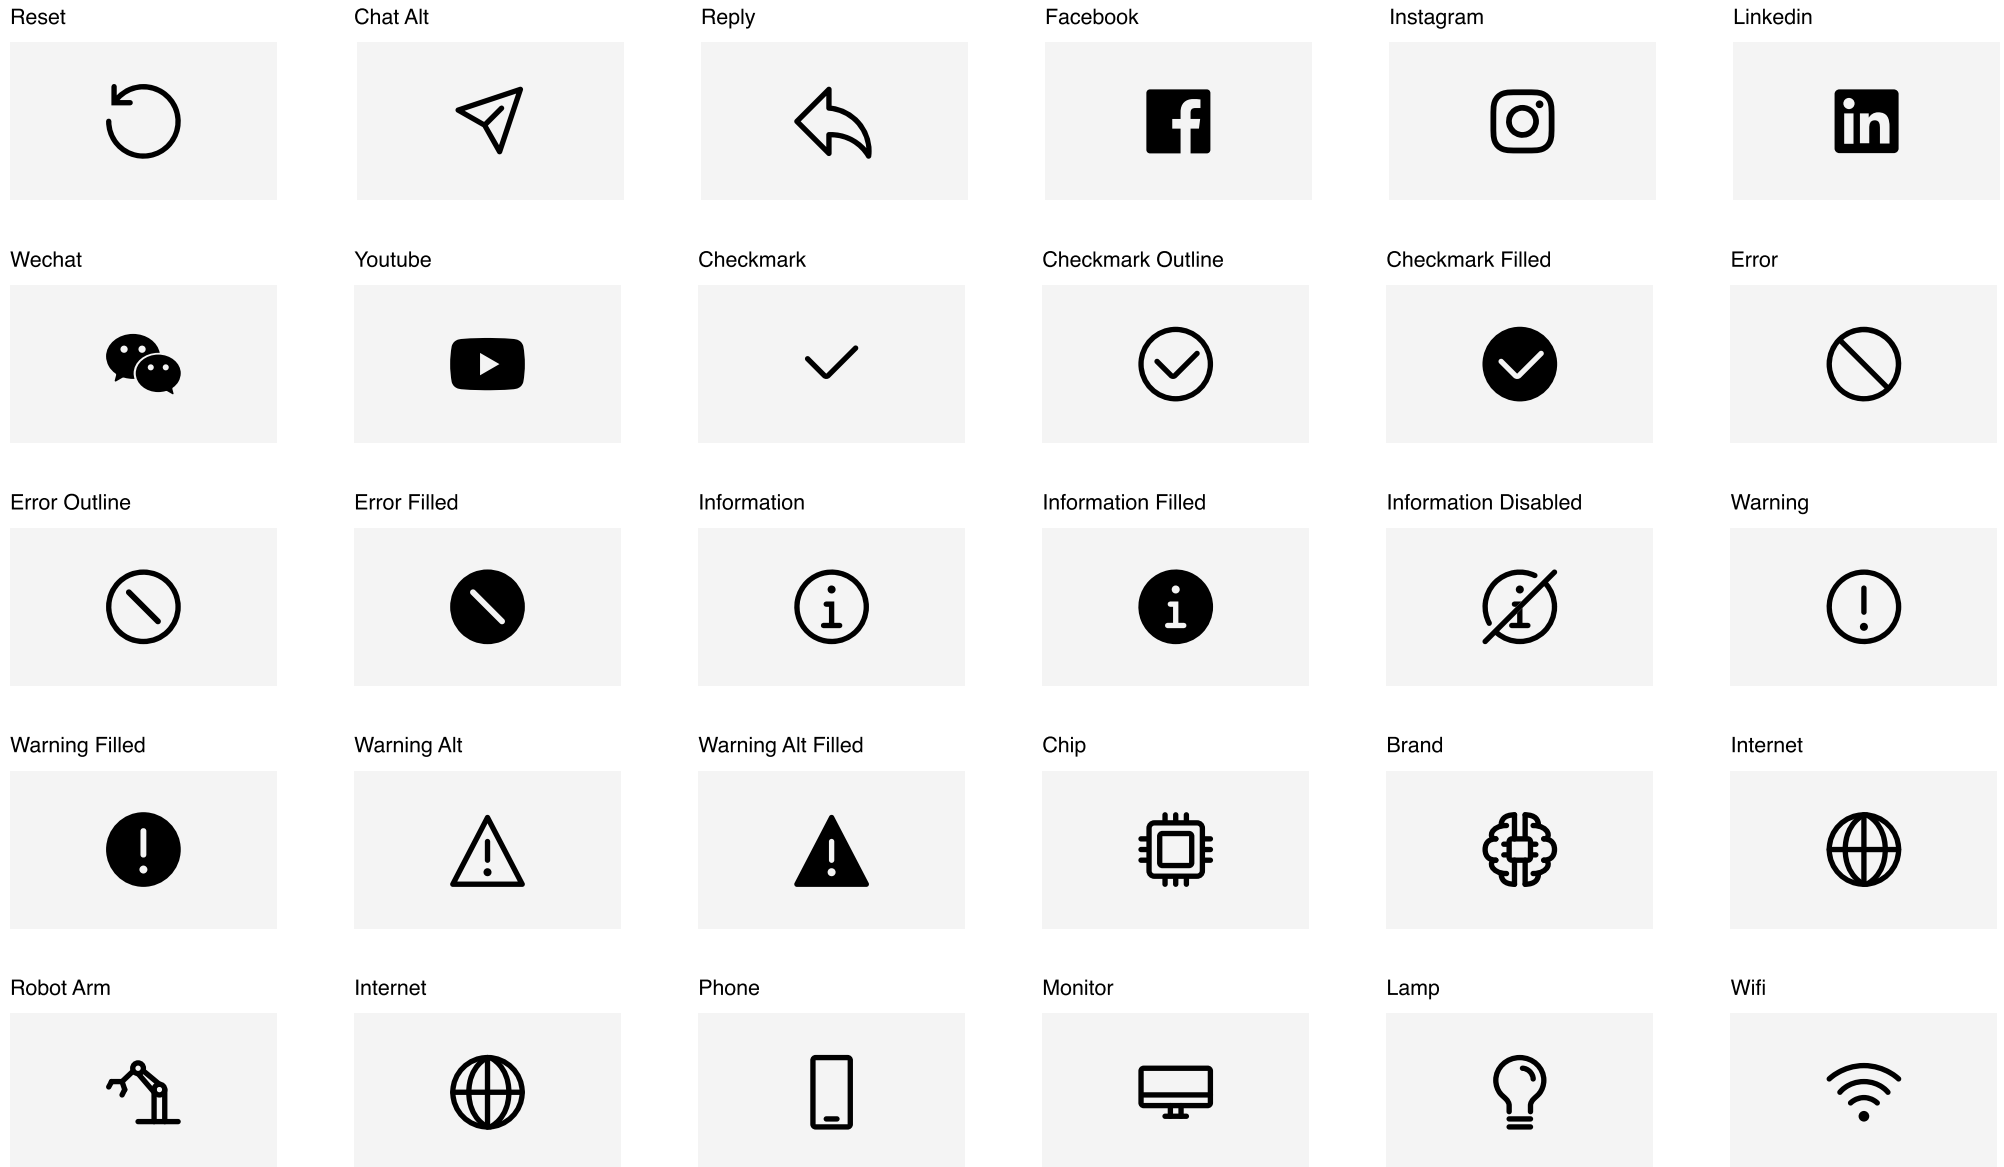 Reset
Chat Alt
Reply
Facebook
Instagram
Linkedin
Wechat
Youtube
Checkmark
Checkmark Outline
Checkmark Filled
Error
Error Outline
Error Filled
Information
Information Filled
Information Disabled
Warning
Warning Filled
Warning Alt
Warning Alt Filled
Chip
Brand
Internet
Robot Arm
Internet
Phone
Monitor
Lamp
Wifi